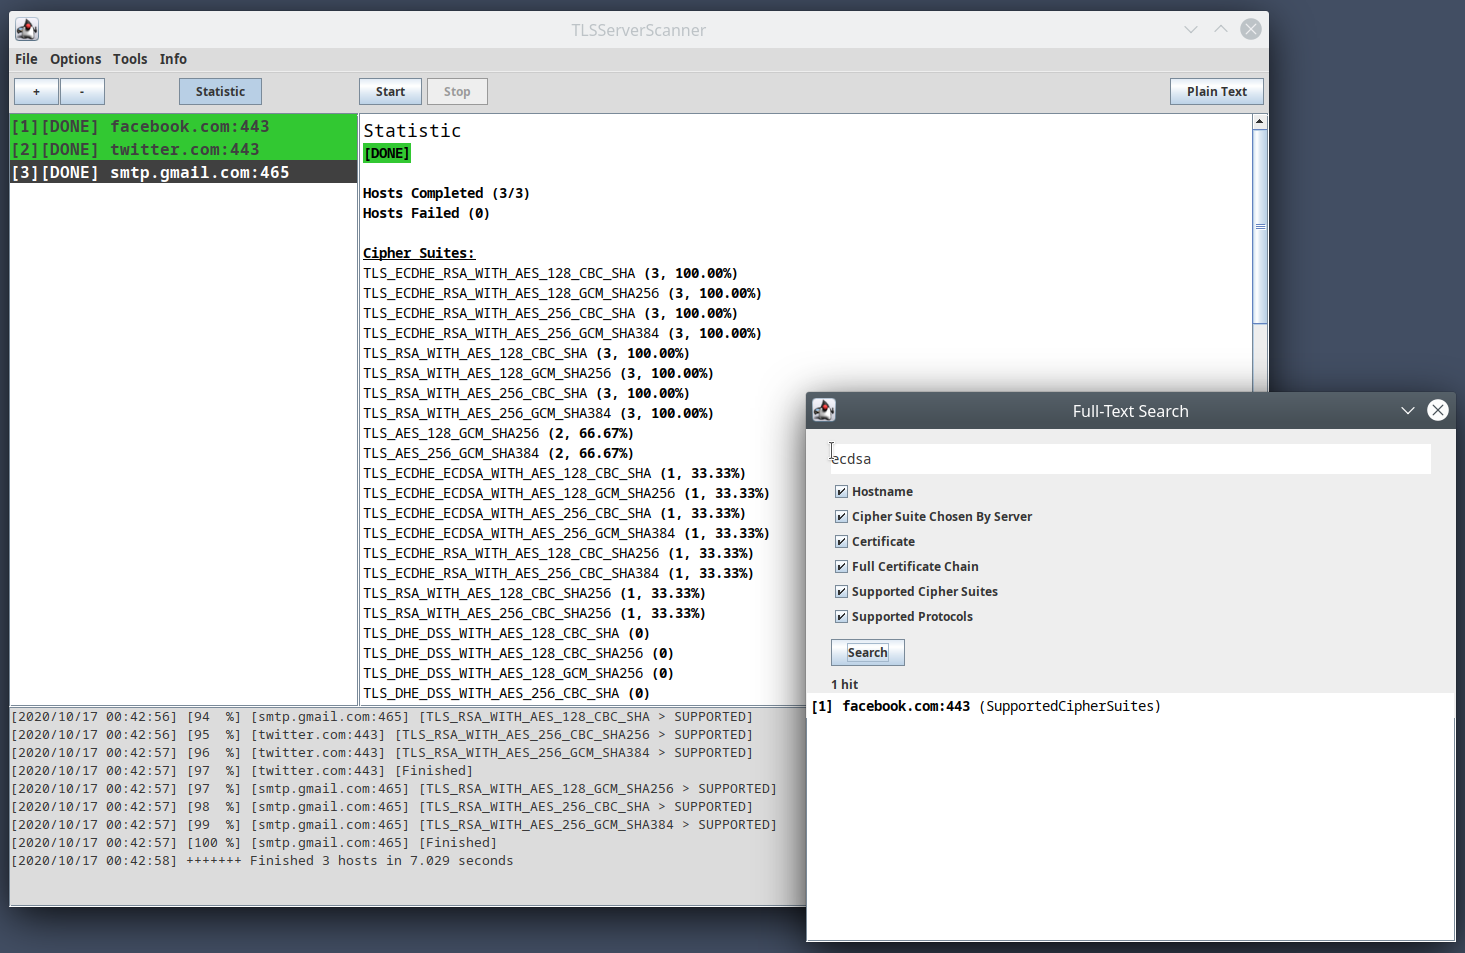 TLSServerScanner
File Options Tools Info
+ - Statistic Start Stop Plain Text
[1][DONE] facebook.com:443
[2][DONE] twitter.com:443
[3][DONE] smtp.gmail.com:465
Statistic
[DONE]
Hosts Completed (3/3)
Hosts Failed (0)
Cipher Suites:
TLS_ECDHE_RSA_WITH_AES_128_CBC_SHA (3, 100.00%)
TLS_ECDHE_RSA_WITH_AES_128_GCM_SHA256 (3, 100.00%)
TLS_ECDHE_RSA_WITH_AES_256_CBC_SHA (3, 100.00%)
TLS_ECDHE_RSA_WITH_AES_256_GCM_SHA384 (3, 100.00%)
TLS_RSA_WITH_AES_128_CBC_SHA (3, 100.00%)
TLS_RSA_WITH_AES_128_GCM_SHA256 (3, 100.00%)
TLS_RSA_WITH_AES_256_CBC_SHA (3, 100.00%)
TLS_RSA_WITH_AES_256_GCM_SHA384 (3, 100.00%)
TLS_AES_128_GCM_SHA256 (2, 66.67%)
TLS_AES_256_GCM_SHA384 (2, 66.67%)
TLS_ECDHE_ECDSA_WITH_AES_128_CBC_SHA (1, 33.33%)
TLS_ECDHE_ECDSA_WITH_AES_128_GCM_SHA256 (1, 33.33%)
TLS_ECDHE_ECDSA_WITH_AES_256_CBC_SHA (1, 33.33%)
TLS_ECDHE_ECDSA_WITH_AES_256_GCM_SHA384 (1, 33.33%)
TLS_ECDHE_RSA_WITH_AES_128_CBC_SHA256 (1, 33.33%)
TLS_ECDHE_RSA_WITH_AES_256_CBC_SHA384 (1, 33.33%)
TLS_RSA_WITH_AES_128_CBC_SHA256 (1, 33.33%)
TLS_RSA_WITH_AES_256_CBC_SHA256 (1, 33.33%)
TLS_DHE_DSS_WITH_AES_128_CBC_SHA (0)
TLS_DHE_DSS_WITH_AES_128_CBC_SHA256 (0)
TLS_DHE_DSS_WITH_AES_128_GCM_SHA256 (0)
TLS_DHE_DSS_WITH_AES_256_CBC_SHA (0)
[2020/10/17 00:42:56] [94  %] [smtp.gmail.com:465] [TLS_RSA_WITH_AES_128_CBC_SHA > SUPPORTED]
[2020/10/17 00:42:56] [95  %] [twitter.com:443] [TLS_RSA_WITH_AES_256_CBC_SHA256 > SUPPORTED]
[2020/10/17 00:42:57] [96  %] [twitter.com:443] [TLS_RSA_WITH_AES_256_GCM_SHA384 > SUPPORTED]
[2020/10/17 00:42:57] [97  %] [twitter.com:443] [Finished]
[2020/10/17 00:42:57] [97  %] [smtp.gmail.com:465] [TLS_RSA_WITH_AES_128_GCM_SHA256 > SUPPORTED]
[2020/10/17 00:42:57] [98  %] [smtp.gmail.com:465] [TLS_RSA_WITH_AES_256_CBC_SHA > SUPPORTED]
[2020/10/17 00:42:57] [99  %] [smtp.gmail.com:465] [TLS_RSA_WITH_AES_256_GCM_SHA384 > SUPPORTED]
[2020/10/17 00:42:57] [100 %] [smtp.gmail.com:465] [Finished]
[2020/10/17 00:42:58] +++++++ Finished 3 hosts in 7.029 seconds
Full-Text Search
ecdsa
Hostname
Cipher Suite Chosen By Server
Certificate
Full Certificate Chain
Supported Cipher Suites
Supported Protocols
Search
1 hit
[1] facebook.com:443 (SupportedCipherSuites)